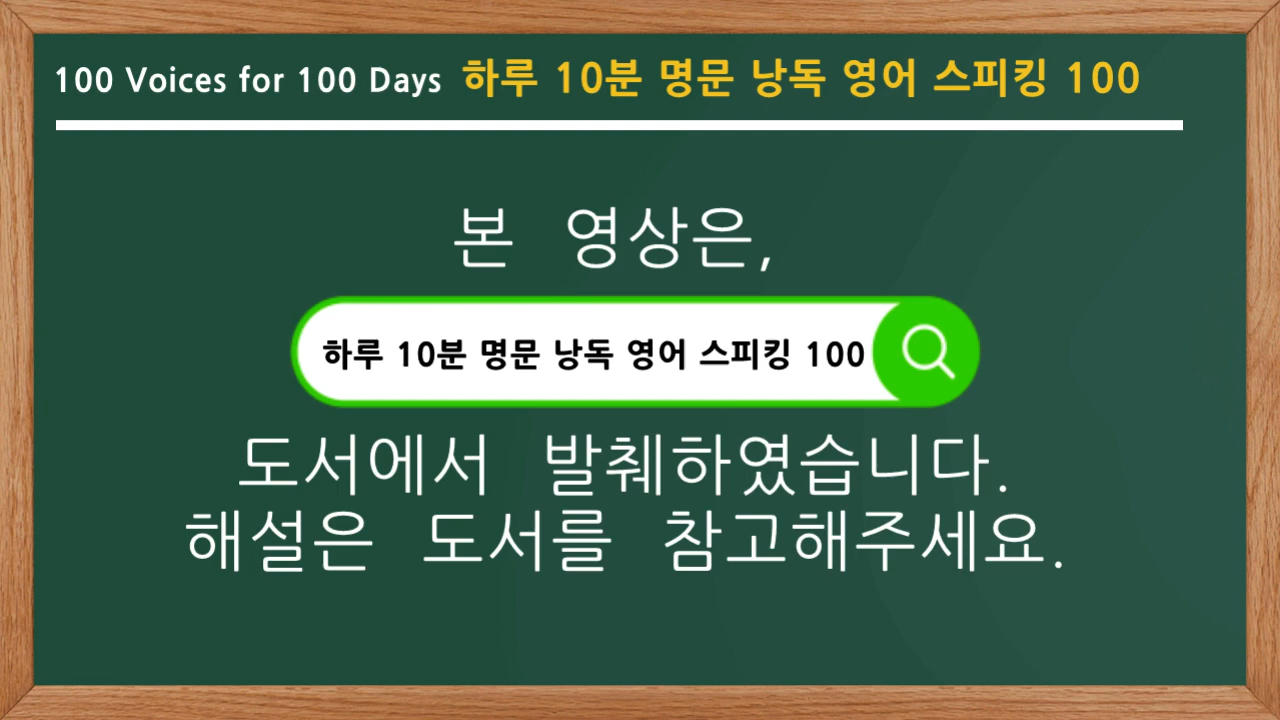 100 Voices for 100 Days 하루 10분 명문 낭독 영어 스피킹 100
본 영상은,
하루 10분 명문 낭독 영어 스피킹 100
도서에서 발췌하였습니다.
해설은 도서를 참고해주세요.